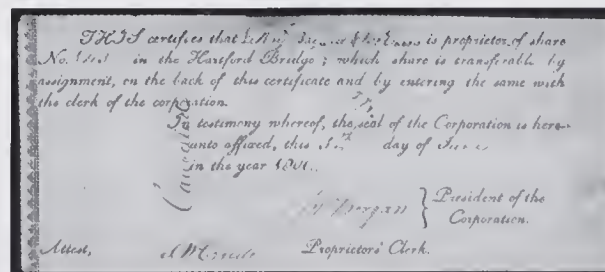 THIS certifies that is proprietor of share
No. in the Hartford Bridge; which share is transferable by
assignment, on the back of this certificate and by entering the same with
the clerk of the corporation.
In testimony whereof, the seal of the Corporation is here-
unto affixed, this day of
in the year
Morgan } President of the
Corporation.
Attest, Proprietors' Clerk.